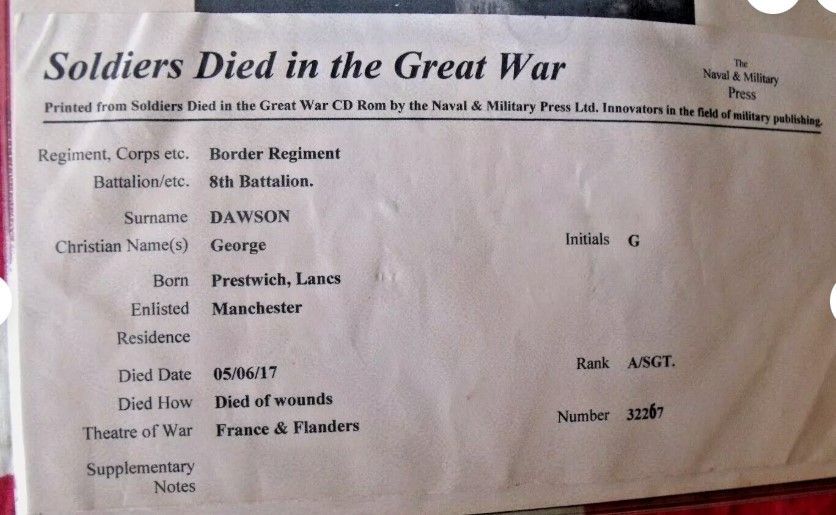 Soldiers Died in the Great War
The
Naval & Military
Press
Printed from Soldiers Died in the Great War CD Rom by the Naval & Military Press Ltd. Innovators in the field of military publishing.
Regiment, Corps etc. Border Regiment
Battalion/etc. 8th Battalion.
Surname DAWSON
Christian Name(s) George Initials G
Born Prestwich, Lancs
Enlisted Manchester
Residence
Died Date 05/06/17 Rank A/SGT.
Died How Died of wounds
Theatre of War France & Flanders Number 32267
Supplementary
Notes